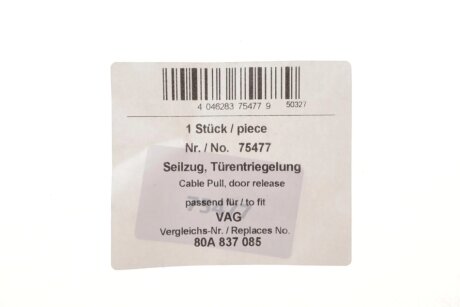 4 046283 75477 9 50327
1 Stück / piece
Nr. / No. 75477
Seilzug, Türentriegelung
Cable Pull, door release
passend für / to fit
75477
VAG
Vergleichs-Nr. / Replaces No.
80A 837 085